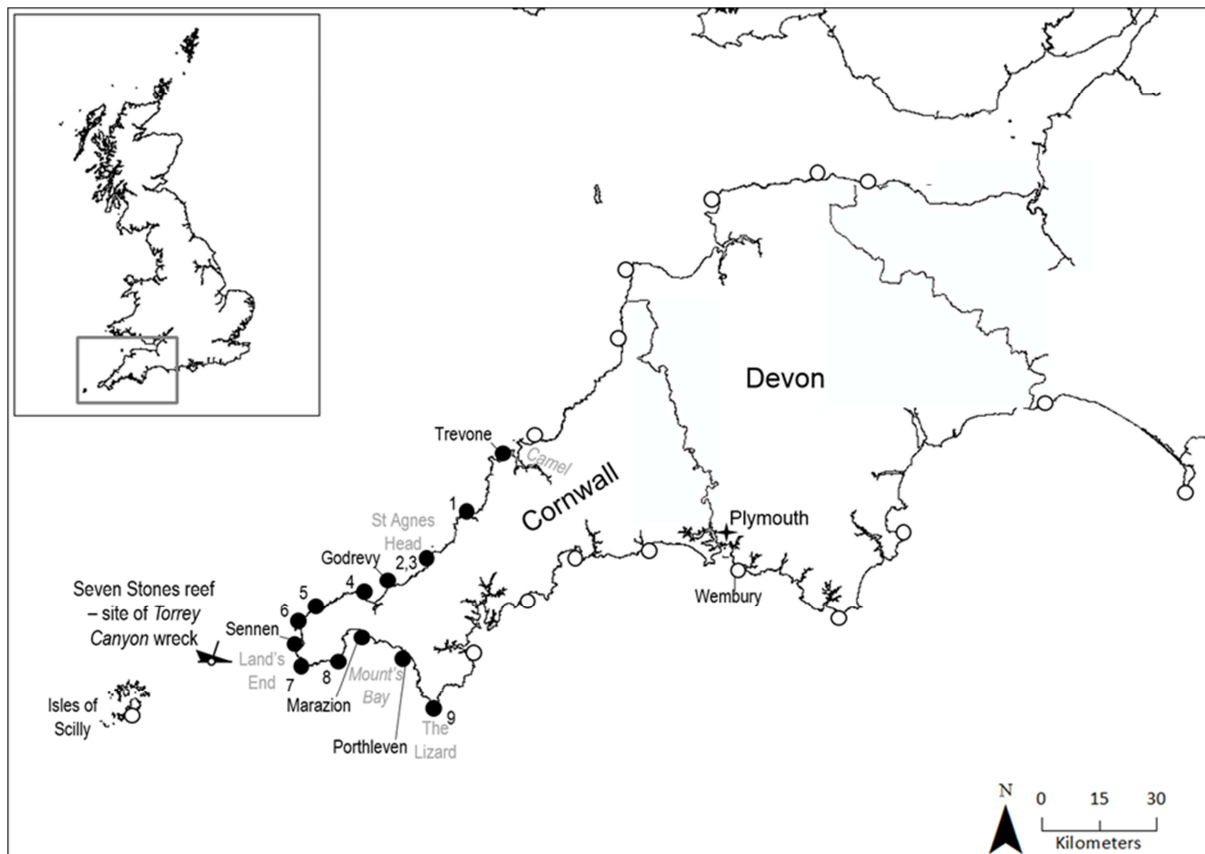 Devon
Trevone
Camel
Cornwall
1
St Agnes
Head
Plymouth
Godrevy
2,3
4
Wembury
5
Seven Stones reef
– site of Torrey
Canyon wreck
6
Sennen
Land's
End
7
8
Mount's
Bay
Marazion
Isles of
Scilly
9
The
Lizard
Porthleven
N
0 15 30
Kilometers